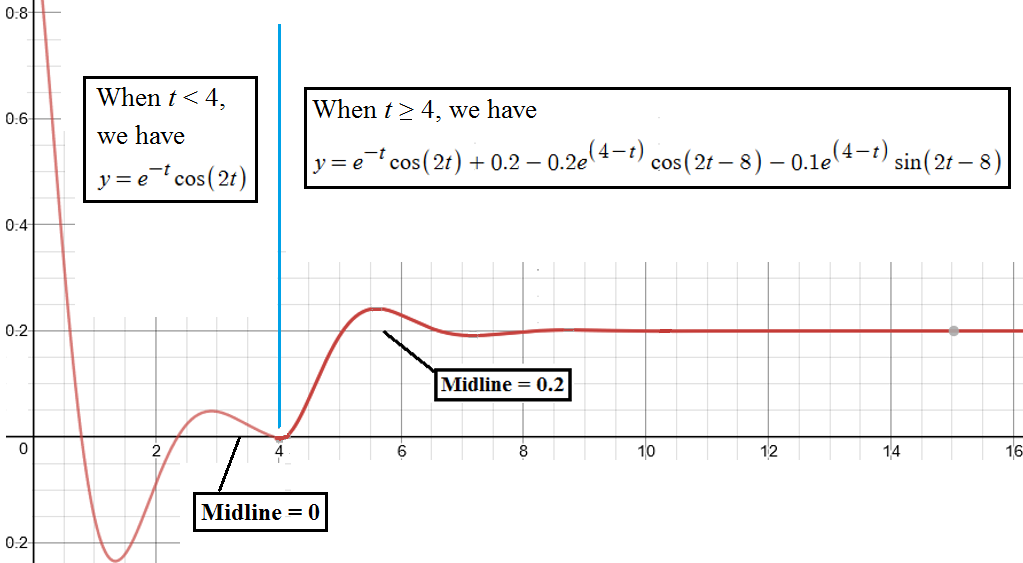 0.8
When t < 4,
we have
y = e^{−t} cos(2t)
When t ≥ 4, we have
y = e^{−t} cos(2t) + 0.2 − 0.2e^{(4−t)} cos(2t − 8) − 0.1e^{(4−t)} sin(2t − 8)
0.6
0.4
0.2
Midline = 0.2
0 2 4 6 8 10 12 14 16
Midline = 0
0.2